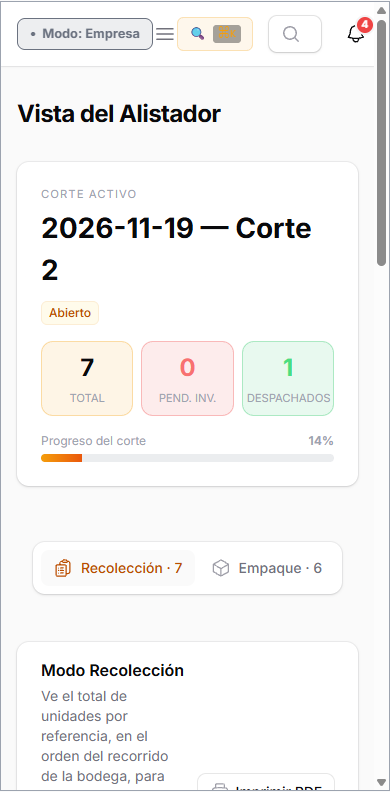 • Modo: Empresa
4
Vista del Alistador
CORTE ACTIVO
2026-11-19 — Corte
2
Abierto
7
TOTAL
0
PEND. INV.
1
DESPACHADOS
Progreso del corte
14%
Recolección · 7
Empaque · 6
Modo Recolección
Ve el total de
unidades por
referencia, en el
orden del recorrido
de la bodega, para
Imprimir PDF